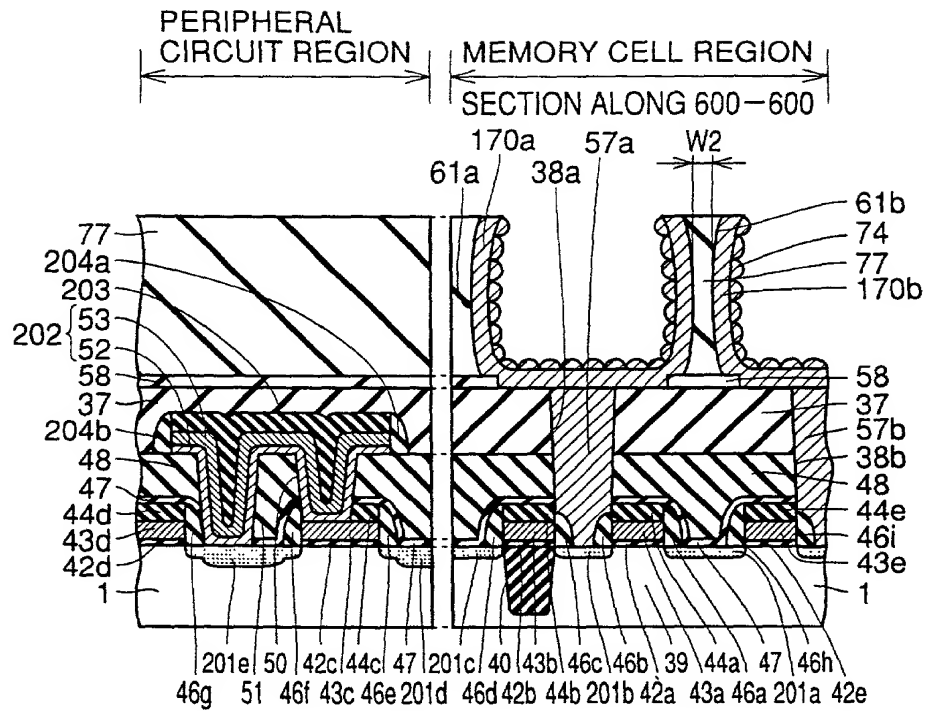 PERIPHERAL
CIRCUIT REGION
MEMORY CELL REGION
SECTION ALONG 600-600
170a 57a W2
61a 38a
77
204a
203
202 { 53
52
58
37
204b
48
47
44d
43d
42d
1
61b
74
77
170b
58
37
57b
38b
48
44e
46i
43e
1
201e 50 42c 44c 47 201c 40 43b 46c 46b 39 44a 47 46h
46g 51 46f 43c 46e 201d 46d 42b 44b 201b 42a 43a 46a 201a 42e